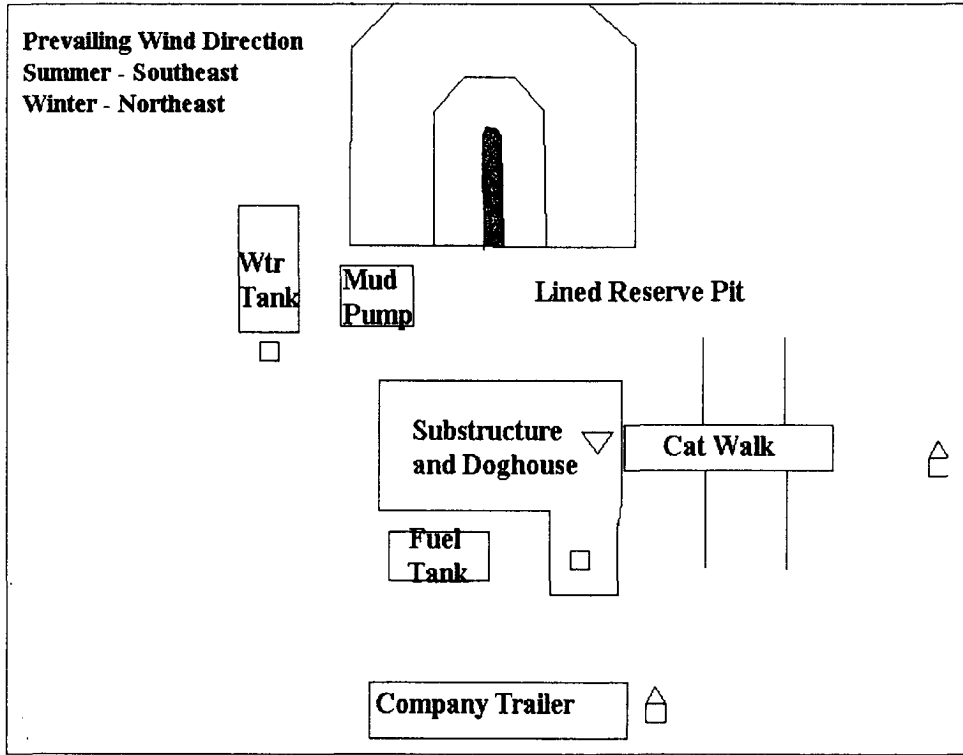 Prevailing Wind Direction
Summer - Southeast
Winter - Northeast
Wtr
Tank
Mud
Pump
Lined Reserve Pit
Substructure
and Doghouse
Cat Walk
Fuel
Tank
Company Trailer